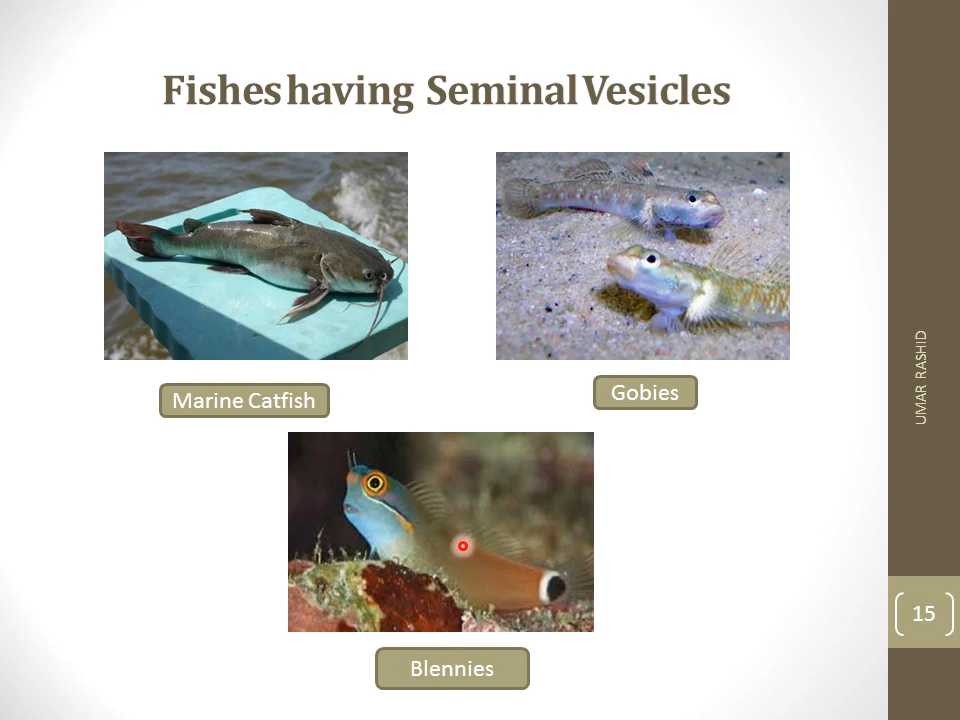 Fishes having Seminal Vesicles
Marine Catfish
Gobies
Blennies
UMAR RASHID
15